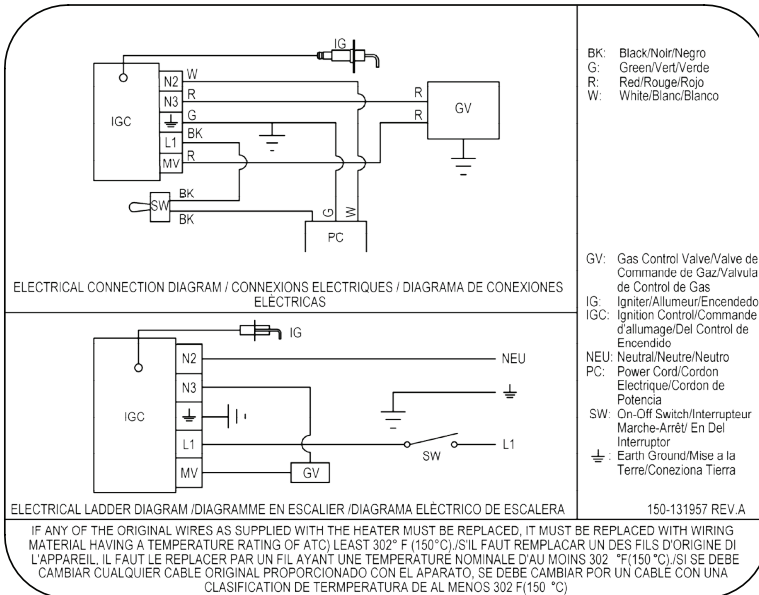 IG
IGC
N2
W
N3
R
R
GV
G
R
L1
BK
MV
R
SW
BK
BK
G
W
PC
ELECTRICAL CONNECTION DIAGRAM / CONNEXIONS ELECTRIQUES / DIAGRAMA DE CONEXIONES
ELÈCTRICAS
IG
IGC
N2
NEU
N3
L1
SW
L1
MV
GV
ELECTRICAL LADDER DIAGRAM /DIAGRAMME EN ESCALIER /DIAGRAMA ELÈCTRICO DE ESCALERA
BK: Black/Noir/Negro
G: Green/Vert/Verde
R: Red/Rouge/Rojo
W: White/Blanc/Blanco
GV: Gas Control Valve/Valve de
Commande de Gaz/Valvula
de Control de Gas
IG: Igniter/Allumeur/Encendedo
IGC: Ignition Control/Commande
d'allumage/Del Control de
Encendido
NEU: Neutral/Neutre/Neutro
PC: Power Cord/Cordon
Electrique/Cordon de
Potencia
SW: On-Off Switch/Interrupteur
Marche-Arrêt/ En Del
Interruptor
⏚ : Earth Ground/Mise a la
Terre/Coneziona Tierra
150-131957 REV.A
IF ANY OF THE ORIGINAL WIRES AS SUPPLIED WITH THE HEATER MUST BE REPLACED, IT MUST BE REPLACED WITH WIRING
MATERIAL HAVING A TEMPERATURE RATING OF ATC) LEAST 302° F (150°C)./S'IL FAUT REMPLACAR UN DES FILS D'ORIGINE DI
L'APPAREIL, IL FAUT LE REPLACER PAR UN FIL AYANT UNE TEMPERATURE NOMINALE D'AU MOINS 302 °F(150°C)./SI SE DEBE
CAMBIAR CUALQUIER CABLE ORIGINAL PROPORCIONADO CON EL APARATO, SE DEBE CAMBIAR POR UN CABLE CON UNA
CLASIFICATION DE TERMPERATURA DE AL MENOS 302 F(150 °C)